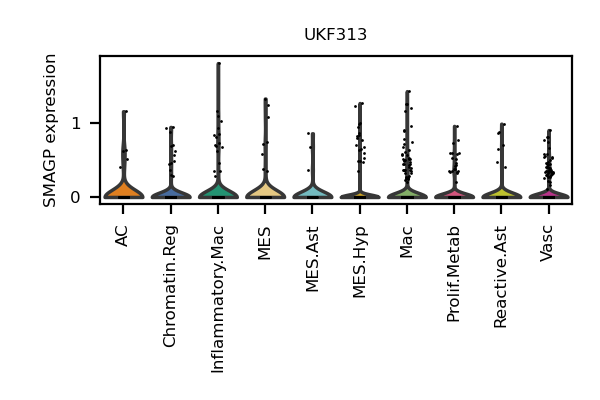 UKF313
SMAGP expression
1
0
AC
Chromatin.Reg
Inflammatory.Mac
MES
MES.Ast
MES.Hyp
Mac
Prolif.Metab
Reactive.Ast
Vasc